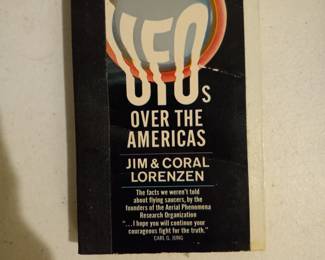 UFOs
OVER THE
AMERICAS
JIM & CORAL
LORENZEN
The facts we weren't told
about flying saucers, by the
founders of the Aerial Phenomena
Research Organization
"...I hope you will continue your
courageous fight for the truth."
CARL G. JUNG